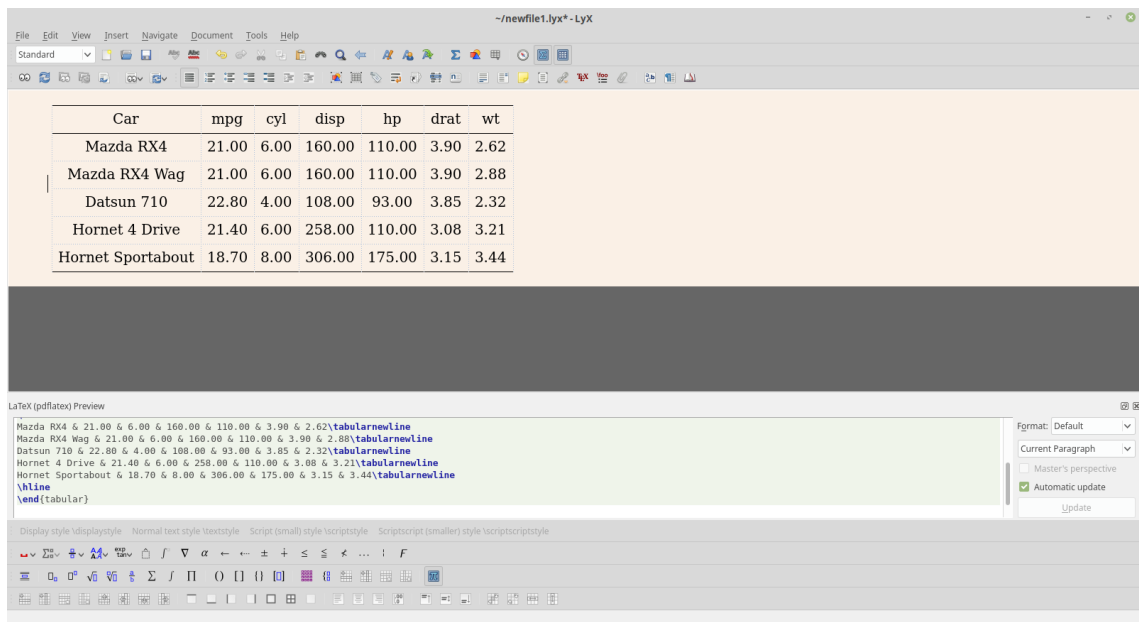 ~/newfile1.lyx* - LyX
File Edit View Insert Navigate Document Tools Help
Standard
Car mpg cyl disp hp drat wt
Mazda RX4 21.00 6.00 160.00 110.00 3.90 2.62
Mazda RX4 Wag 21.00 6.00 160.00 110.00 3.90 2.88
Datsun 710 22.80 4.00 108.00 93.00 3.85 2.32
Hornet 4 Drive 21.40 6.00 258.00 110.00 3.08 3.21
Hornet Sportabout 18.70 8.00 306.00 175.00 3.15 3.44
LaTeX (pdflatex) Preview
Mazda RX4 & 21.00 & 6.00 & 160.00 & 110.00 & 3.90 & 2.62\tabularnewline
Mazda RX4 Wag & 21.00 & 6.00 & 160.00 & 110.00 & 3.90 & 2.88\tabularnewline
Datsun 710 & 22.80 & 4.00 & 108.00 & 93.00 & 3.85 & 2.32\tabularnewline
Hornet 4 Drive & 21.40 & 6.00 & 258.00 & 110.00 & 3.08 & 3.21\tabularnewline
Hornet Sportabout & 18.70 & 8.00 & 306.00 & 175.00 & 3.15 & 3.44\tabularnewline
\hline
\end{tabular}
Format: Default
Current Paragraph
Master's perspective
Automatic update
Update
Display style \displaystyle Normal text style \textstyle Script (small) style \scriptstyle Scriptscript (smaller) style \scriptscriptstyle